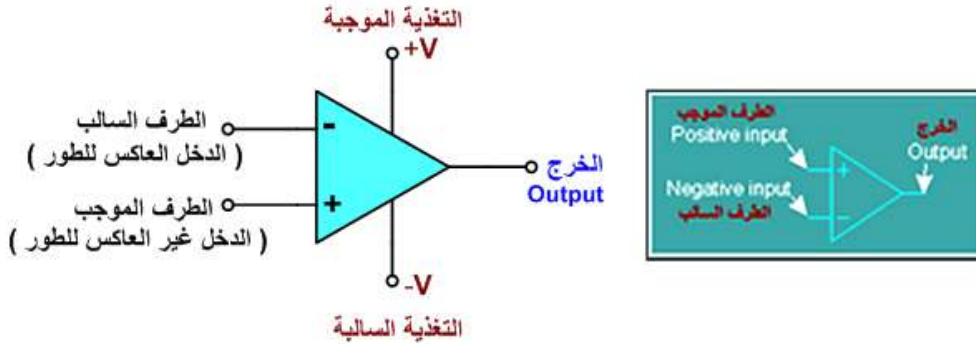 التغذية الموجبة
+V
الطرف السالب
( الدخل العاكس للطور )
-
الطرف الموجب
( الدخل غير العاكس للطور )
+
الخرج
Output
-V
التغذية السالبة
الطرف الموجب
Positive input
الخرج
Output
+
Negative input
الطرف السالب
-